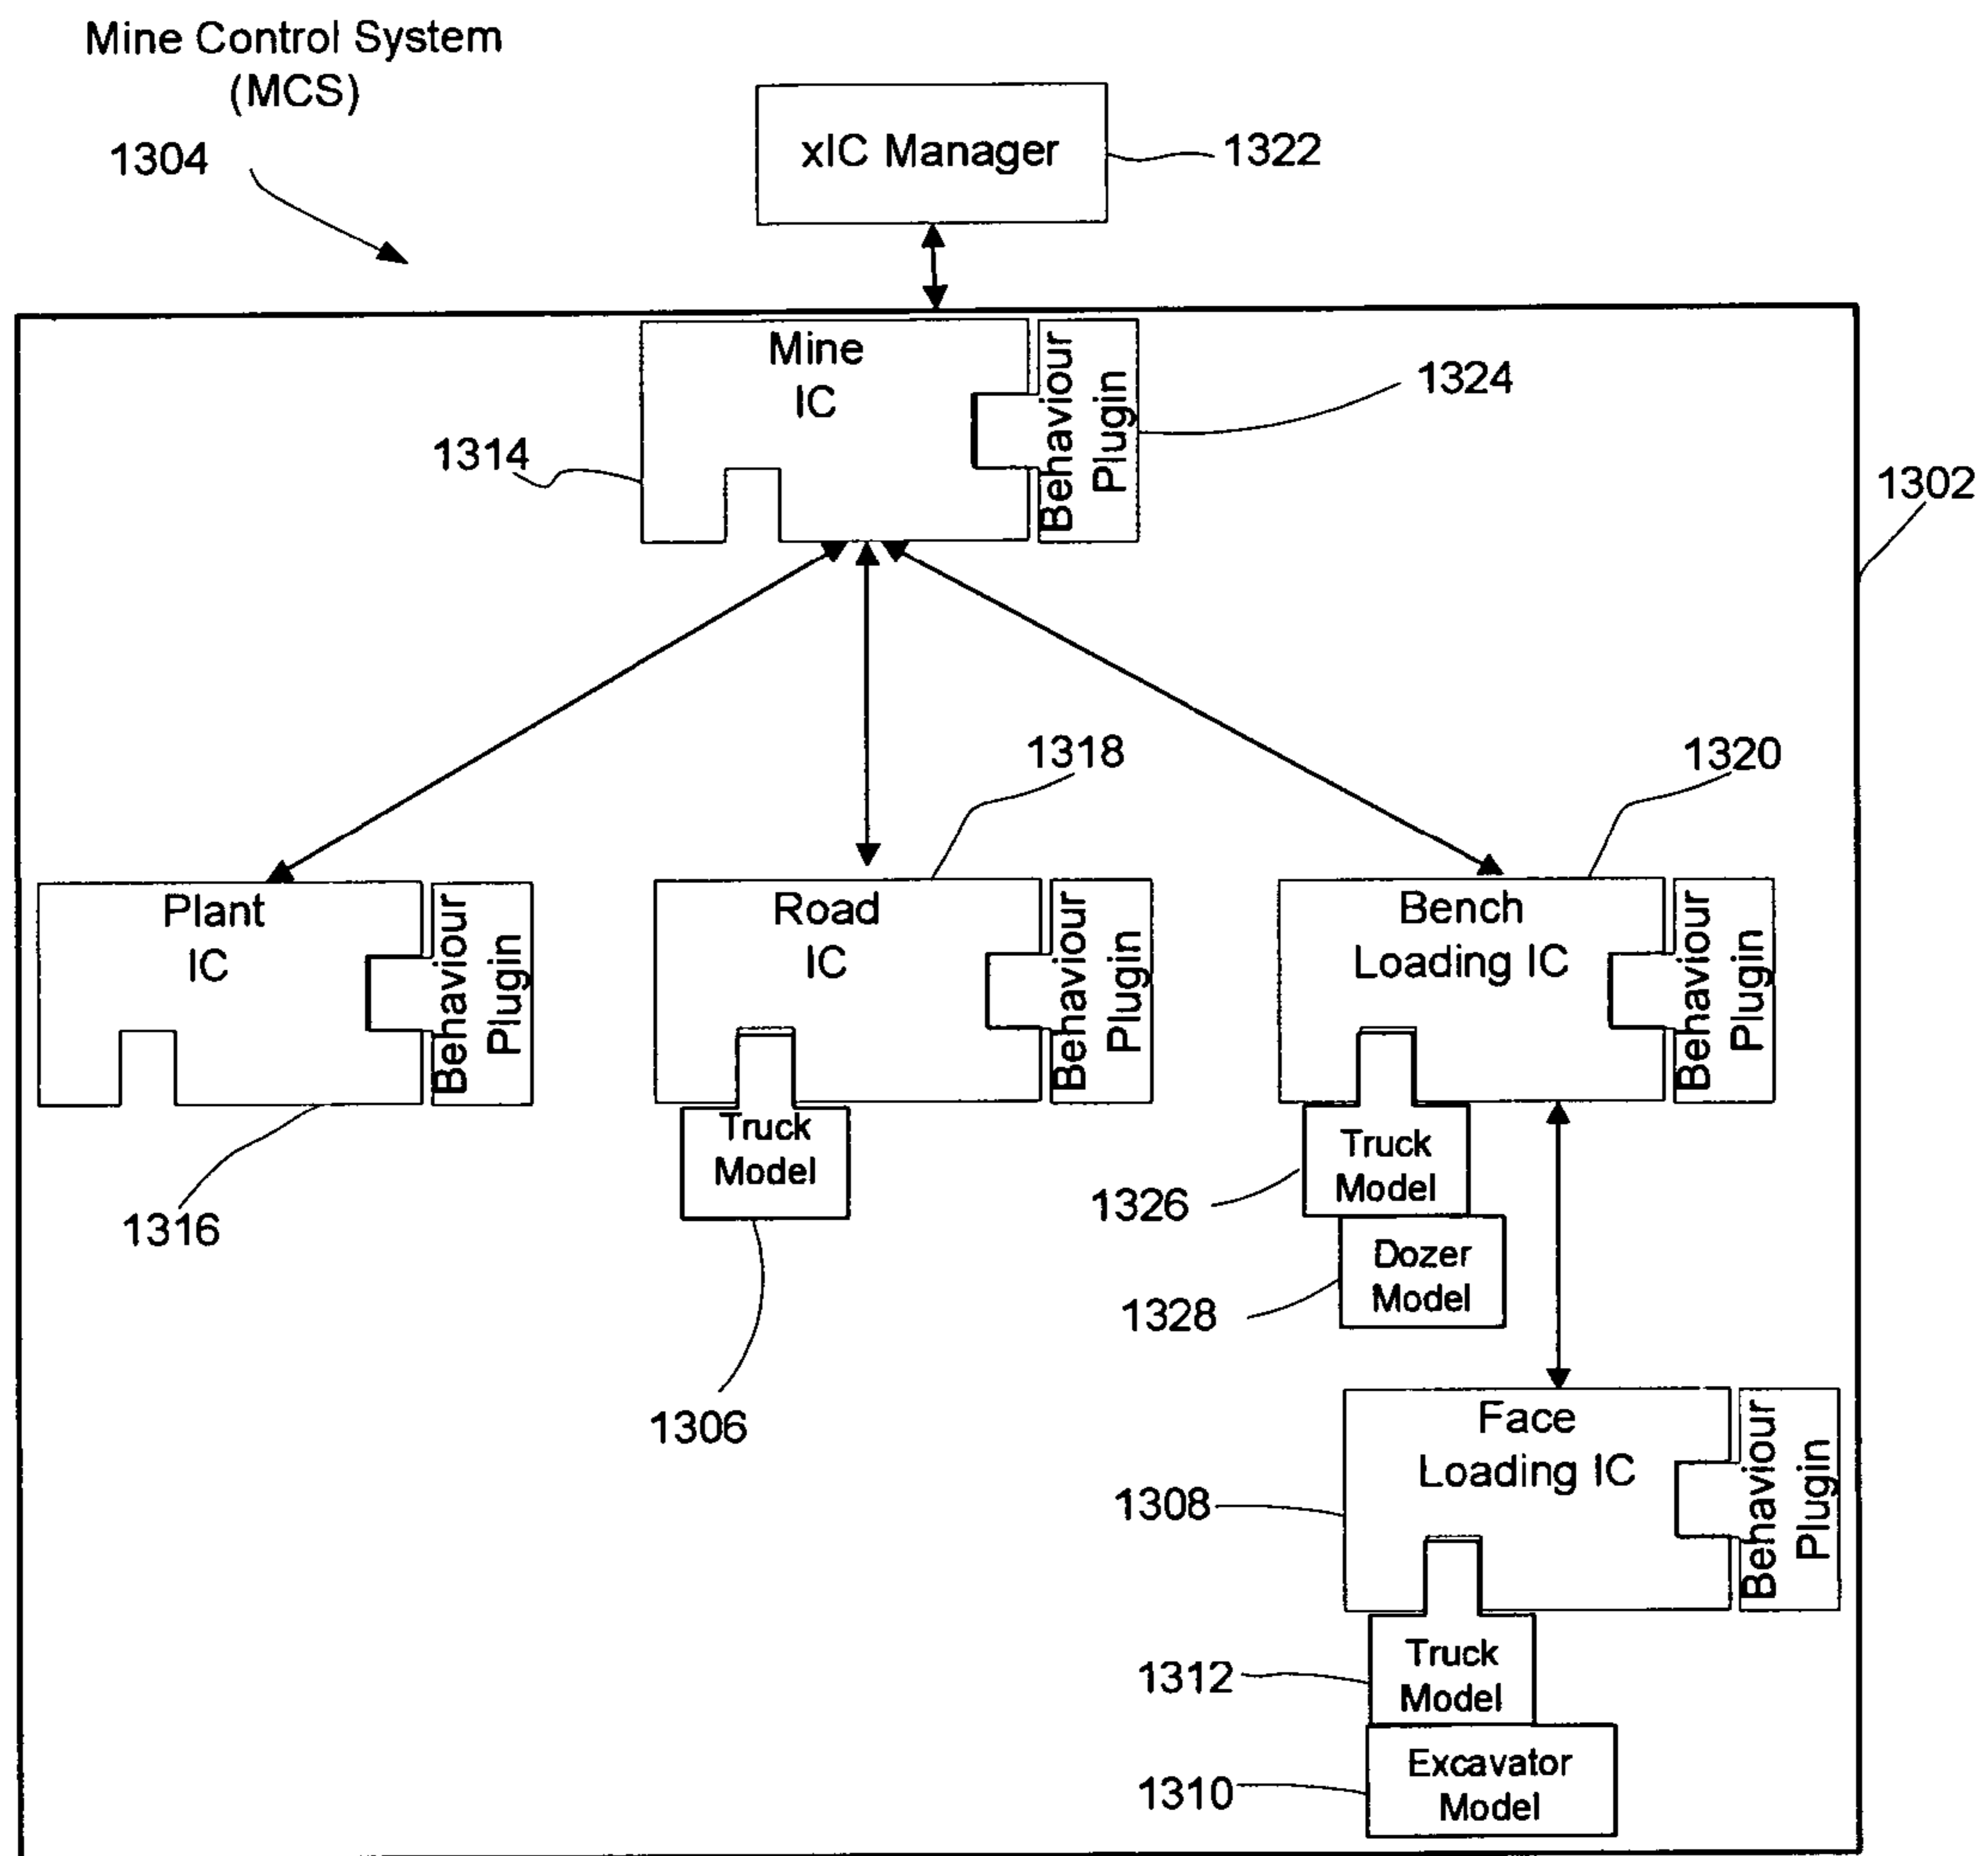 Mine Control System
(MCS)
1304
xIC Manager
1322
Mine
IC
Behaviour
Plugin
1324
1314
1302
1318
1320
Plant
IC
Behaviour
Plugin
Road
IC
Behaviour
Plugin
Bench
Loading IC
Behaviour
Plugin
Truck
Model
Truck
Model
1326
1316
Dozer
Model
1328
1306
Face
Loading IC
Behaviour
Plugin
1308
Truck
Model
1312
Excavator
Model
1310